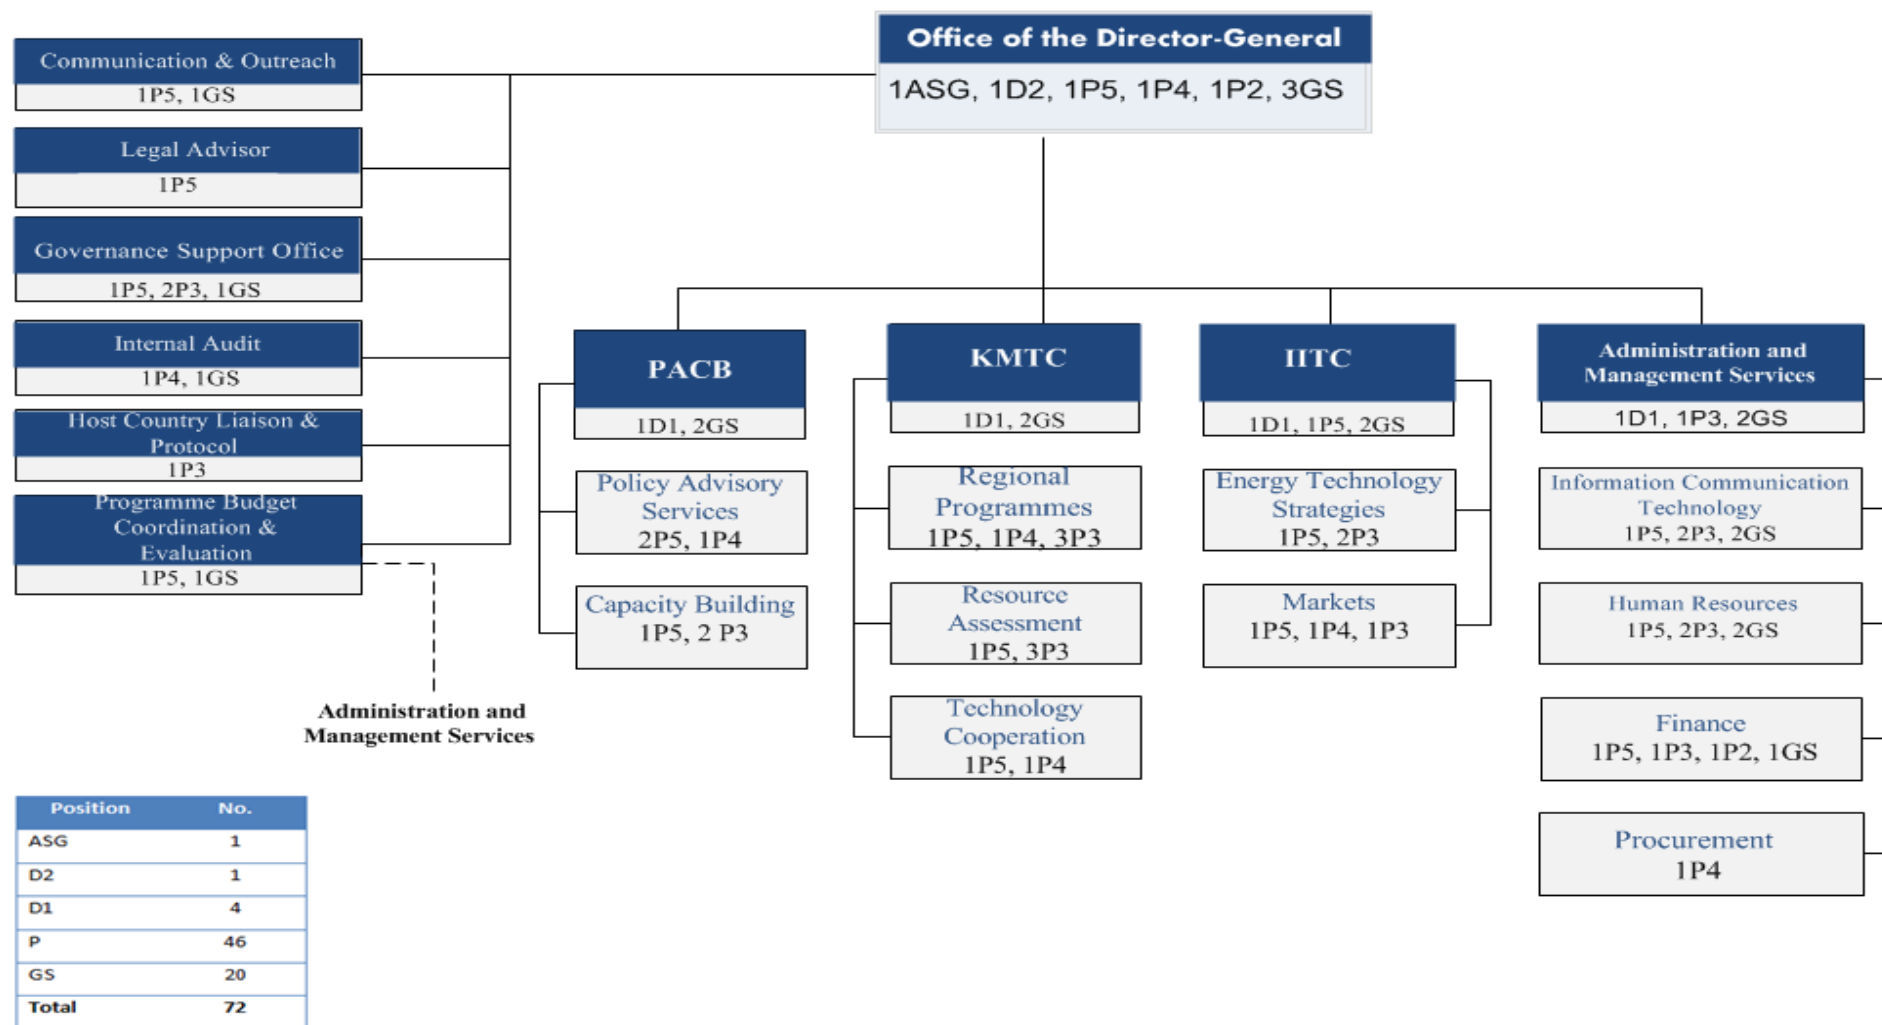 Office of the Director-General
1ASG, 1D2, 1P5, 1P4, 1P2, 3GS
Communication & Outreach
1P5, 1GS
Legal Advisor
1P5
Governance Support Office
1P5, 2P3, 1GS
Internal Audit
1P4, 1GS
Host Country Liaison &
Protocol
1P3
Programme Budget
Coordination &
Evaluation
1P5, 1GS
Administration and
Management Services
PACB
1D1, 2GS
Policy Advisory
Services
2P5, 1P4
Capacity Building
1P5, 2 P3
KMTC
1D1, 2GS
Regional
Programmes
1P5, 1P4, 3P3
Resource
Assessment
1P5, 3P3
Technology
Cooperation
1P5, 1P4
IITC
1D1, 1P5, 2GS
Energy Technology
Strategies
1P5, 2P3
Markets
1P5, 1P4, 1P3
Administration and
Management Services
1D1, 1P3, 2GS
Information Communication
Technology
1P5, 2P3, 2GS
Human Resources
1P5, 2P3, 2GS
Finance
1P5, 1P3, 1P2, 1GS
Procurement
1P4
Position No.
ASG 1
D2 1
D1 4
P 46
GS 20
Total 72